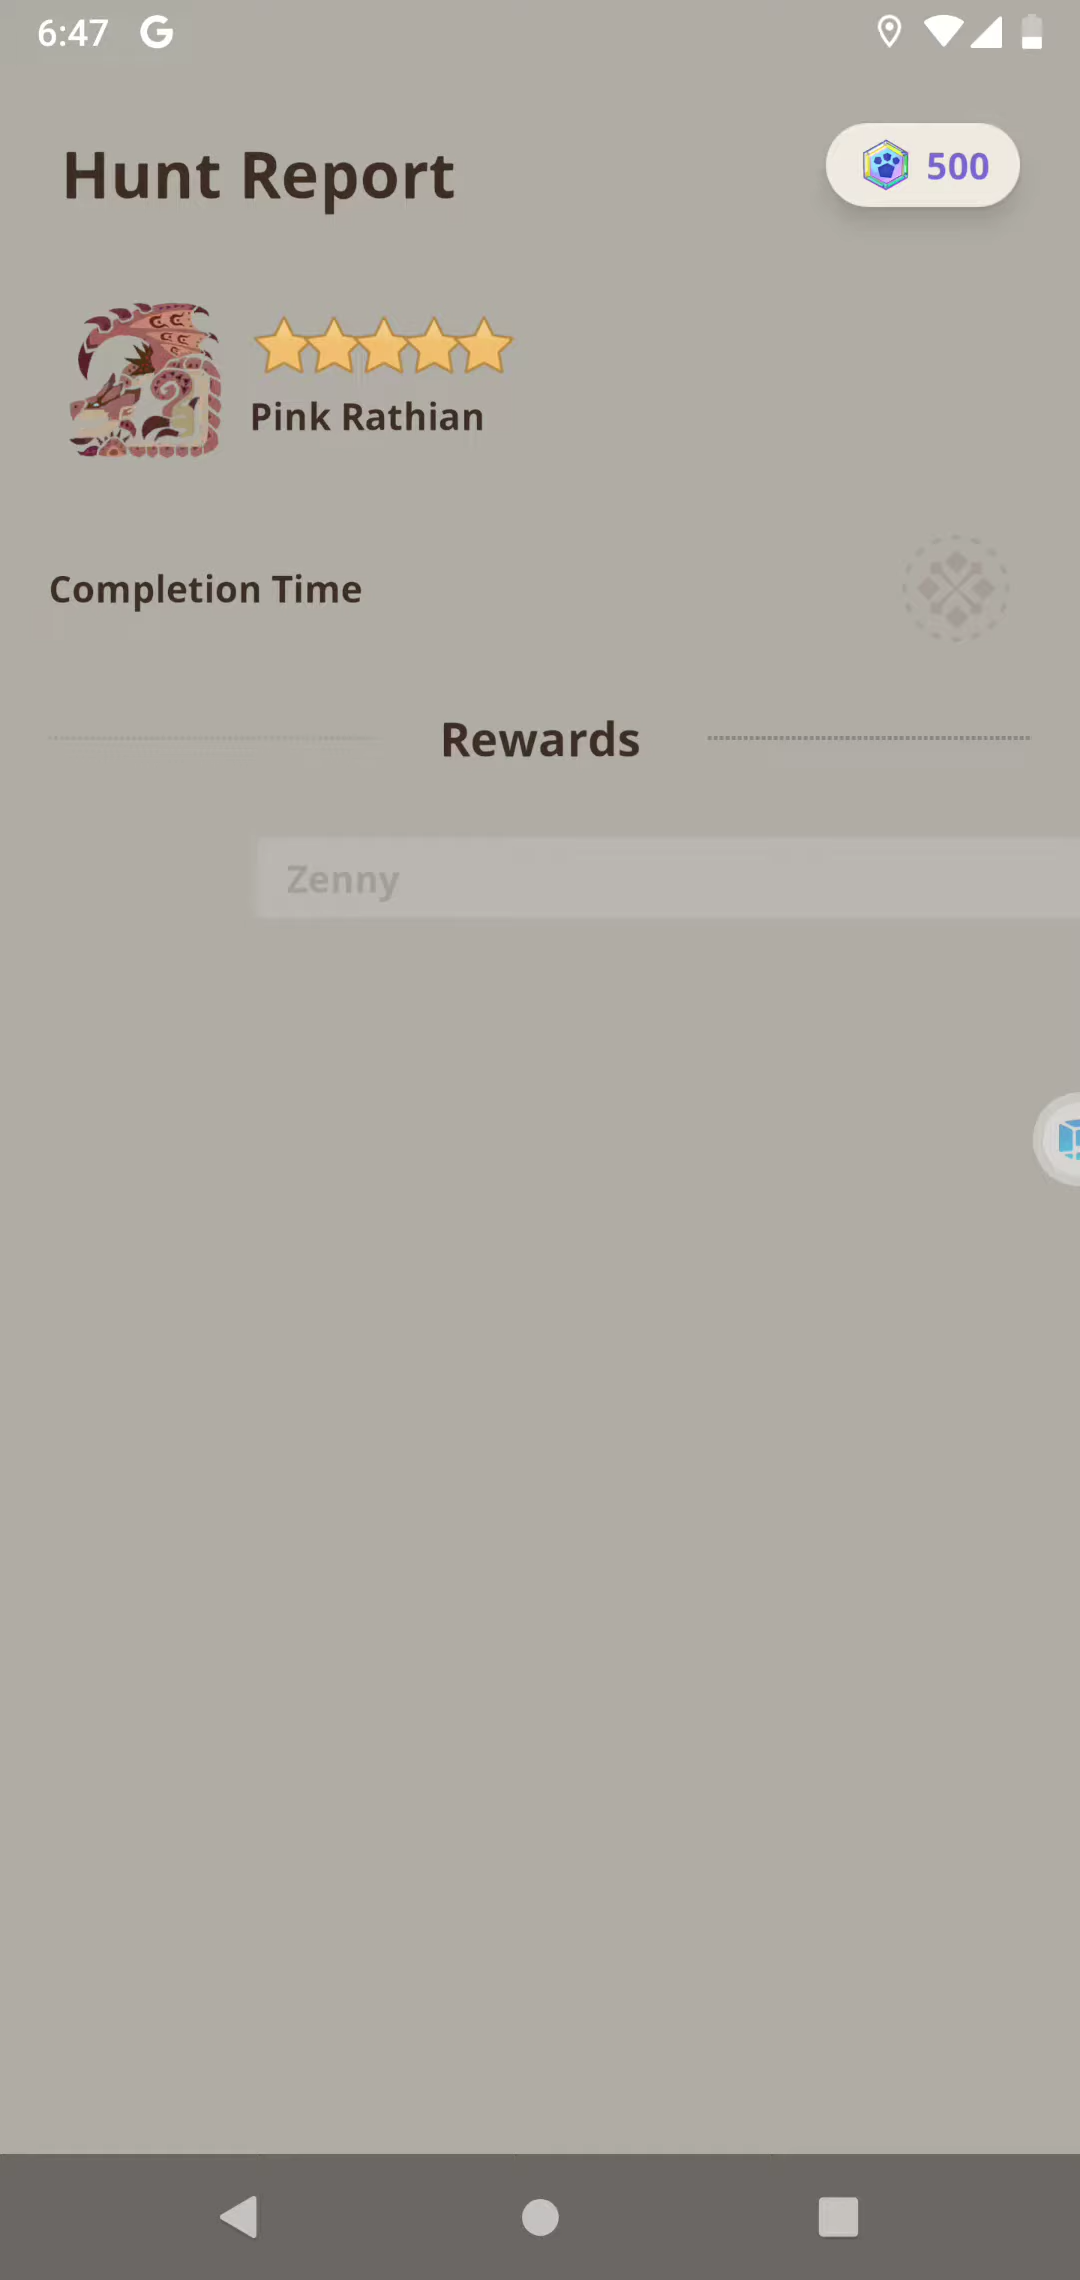 6:47
Hunt Report
500
Pink Rathian
Completion Time
Rewards
Zenny